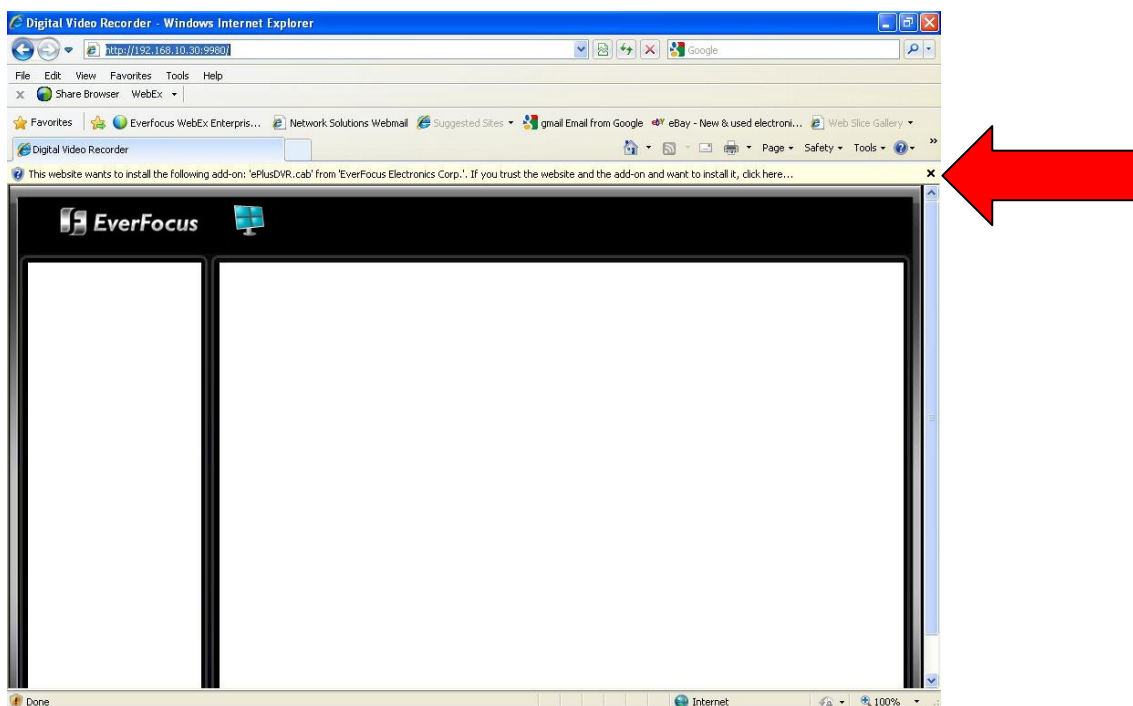 Digital Video Recorder - Windows Internet Explorer
http://192.168.10.30:9980/
Google
File Edit View Favorites Tools Help
x Share Browser WebEx
Favorites Everfocus WebEx Enterpris... Network Solutions Webmail Suggested Sites gmail Email from Google eBay - New & used electroni... Web Slice Gallery
Digital Video Recorder Page Safety Tools »
This website wants to install the following add-on: 'ePlusDVR.cab' from 'EverFocus Electronics Corp.'. If you trust the website and the add-on and want to install it, click here...
EverFocus
Done Internet 100%